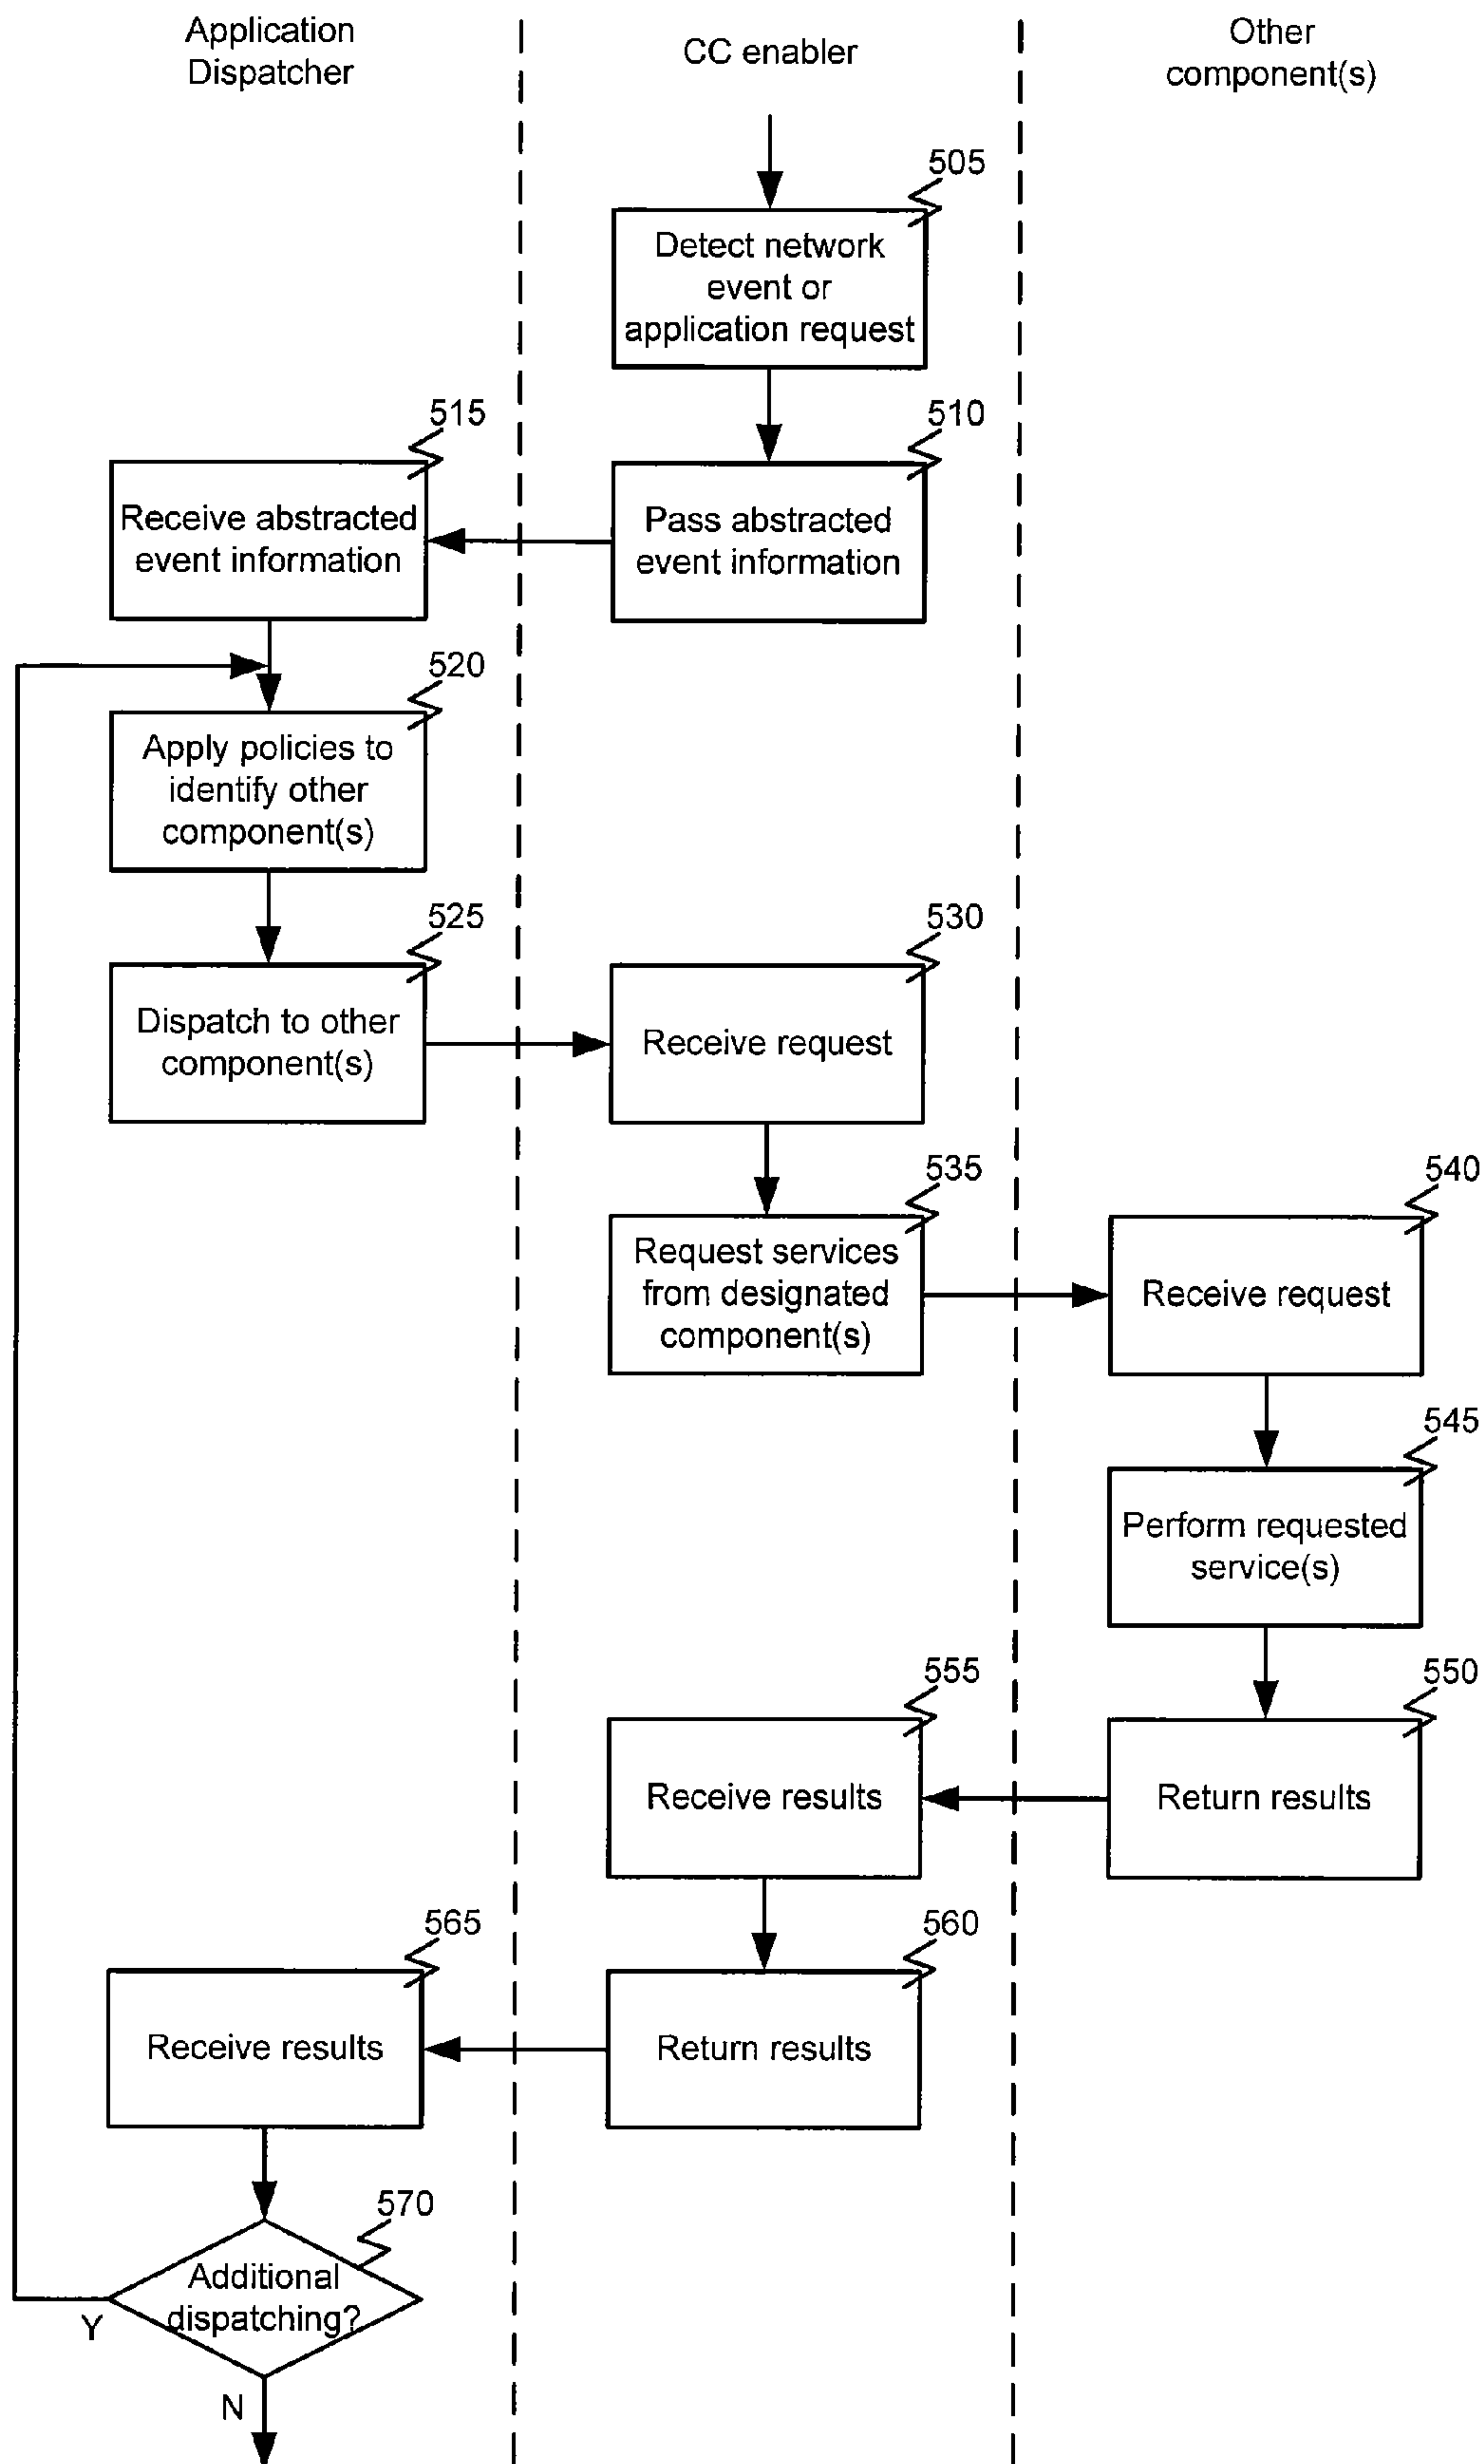 Application
Dispatcher
CC enabler
Other
component(s)
505
Detect network
event or
application request
515
510
Receive abstracted
event information
Pass abstracted
event information
520
Apply policies to
identify other
component(s)
525
530
Dispatch to other
component(s)
Receive request
535
540
Request services
from designated
component(s)
Receive request
545
Perform requested
service(s)
555
550
Receive results
Return results
565
560
Receive results
Return results
570
Additional
dispatching?
Y
N